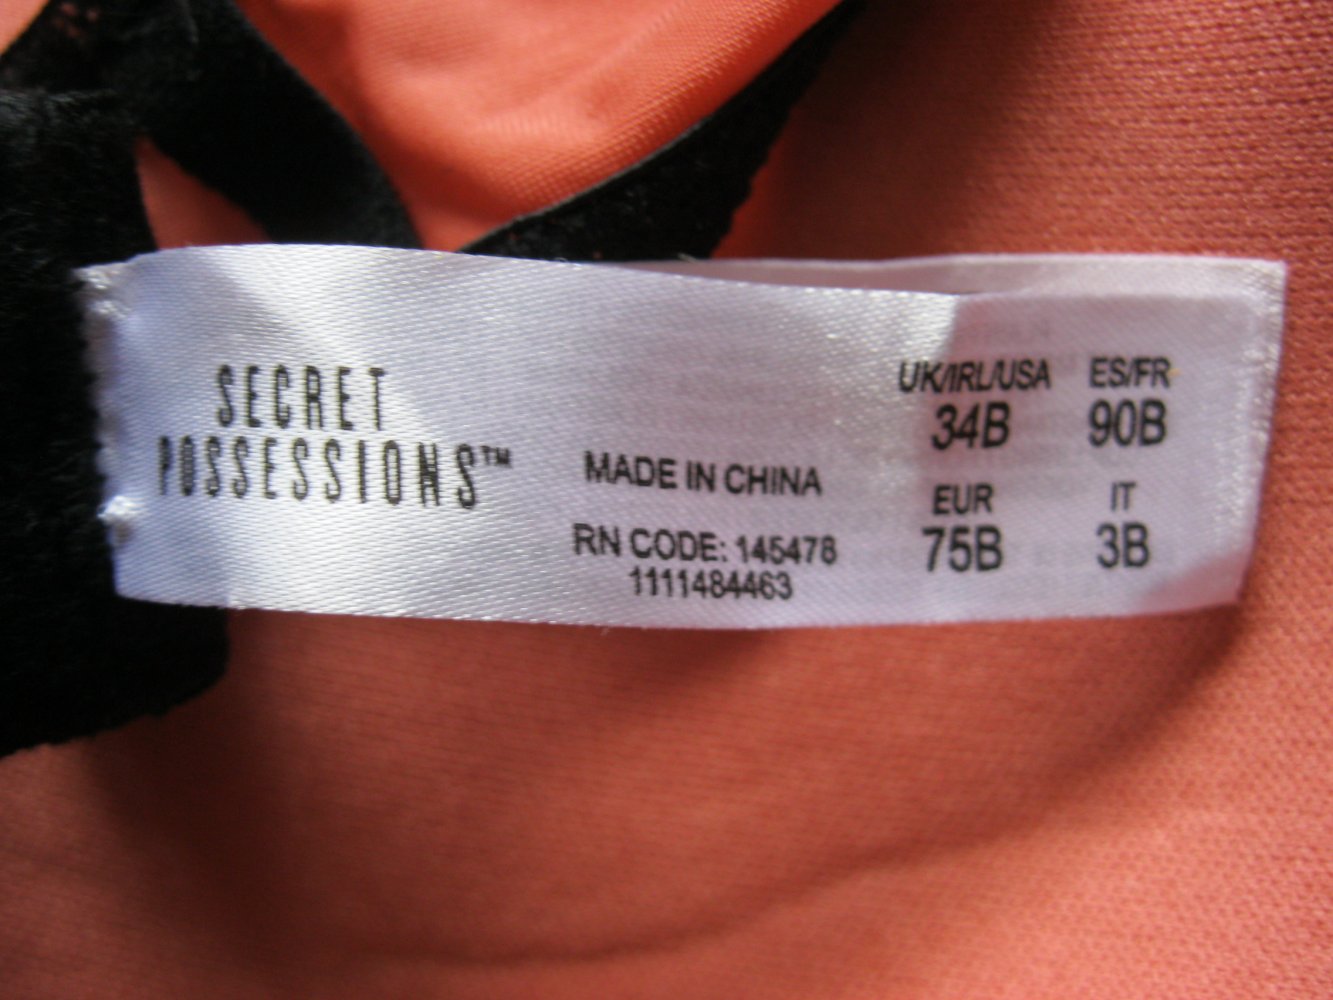 SECRET
POSSESSIONS™
MADE IN CHINA
RN CODE: 145478
1111484463
UK/IRL/USA ES/FR
34B 90B
EUR IT
75B 3B